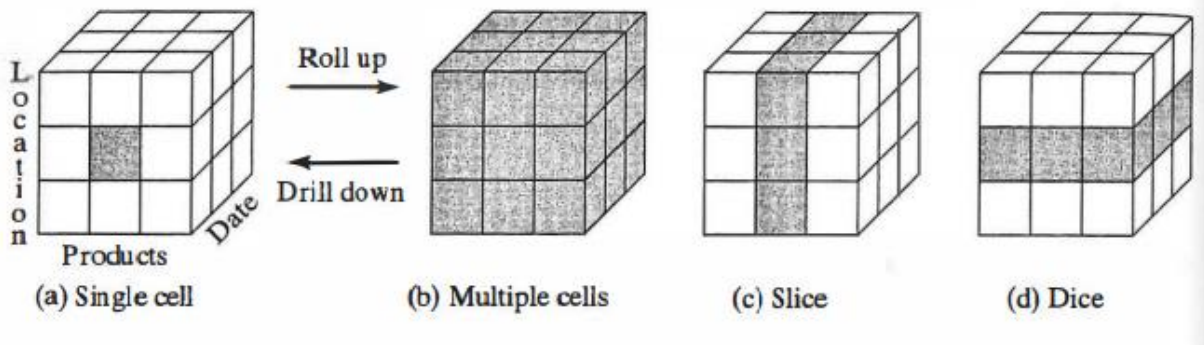 Location
Products
Date
Roll up
Drill down
(a) Single cell
(b) Multiple cells
(c) Slice
(d) Dice